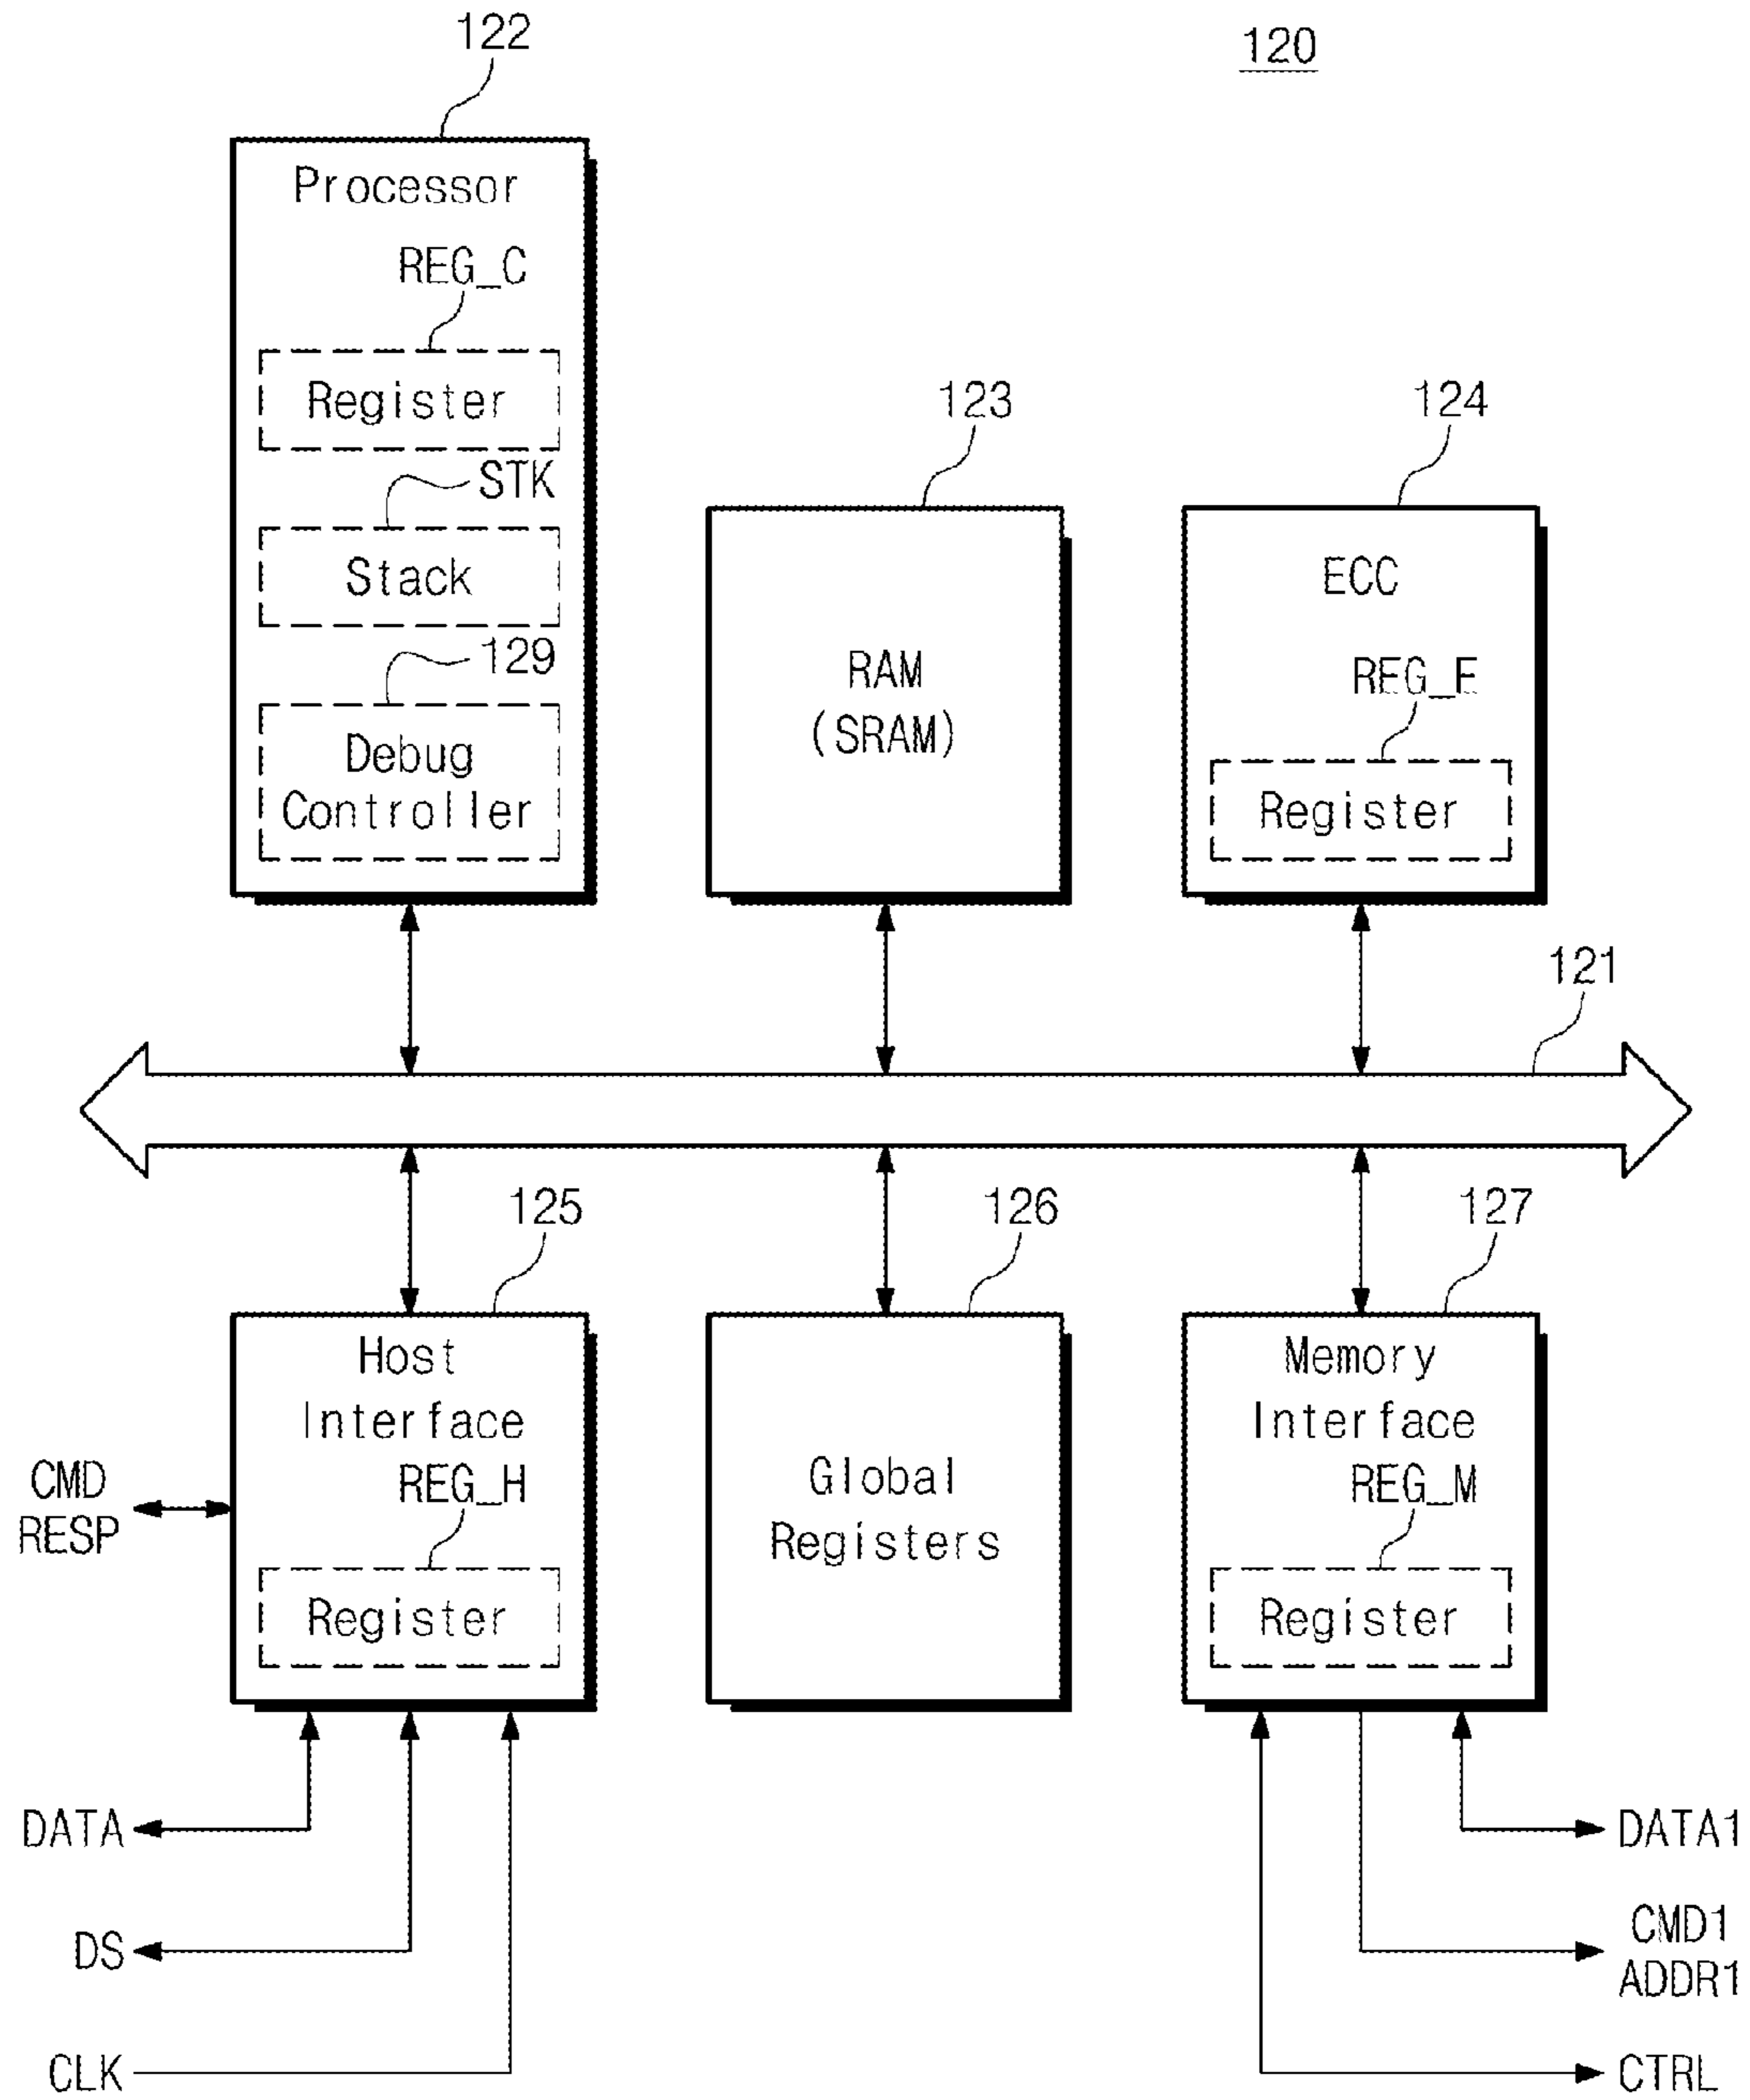 122
120
Processor
REG_C
Register
STK
Stack
129
Debug
Controller
123
RAM
(SRAM)
124
ECC
REG_E
Register
121
125
Host
Interface
REG_H
Register
CMD
RESP
126
Global
Registers
127
Memory
Interface
REG_M
Register
DATA
DS
CLK
DATA1
CMD1
ADDR1
CTRL